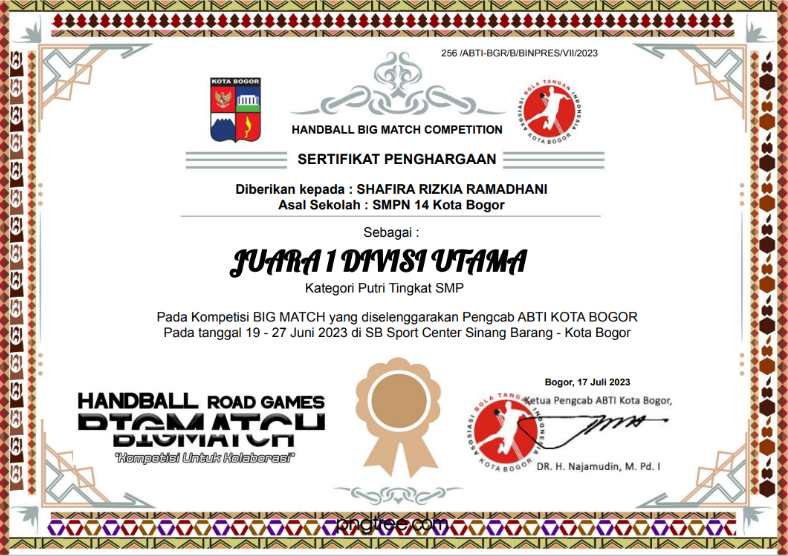 256 /ABTI-BGR/B/BINPRES/VII/2023
KOTA BOGOR
ASOSIASI BOLA TANGAN INDONESIA
KOTA BOGOR
HANDBALL BIG MATCH COMPETITION
SERTIFIKAT PENGHARGAAN
Diberikan kepada : SHAFIRA RIZKIA RAMADHANI
Asal Sekolah : SMPN 14 Kota Bogor
Sebagai :
JUARA 1 DIVISI UTAMA
Kategori Putri Tingkat SMP
Pada Kompetisi BIG MATCH yang diselenggarakan Pengcab ABTI KOTA BOGOR
Pada tanggal 19 - 27 Juni 2023 di SB Sport Center Sinang Barang - Kota Bogor
Bogor, 17 Juli 2023
Ketua Pengcab ABTI Kota Bogor,
HANDBALL ROAD GAMES
BIGMATCH
BIGMATCH
"Kompetisi Untuk Kolaborasi"
ASOSIASI BOLA TANGAN INDONESIA
KOTA BOGOR
DR. H. Najamudin, M. Pd. I
pngtree.com